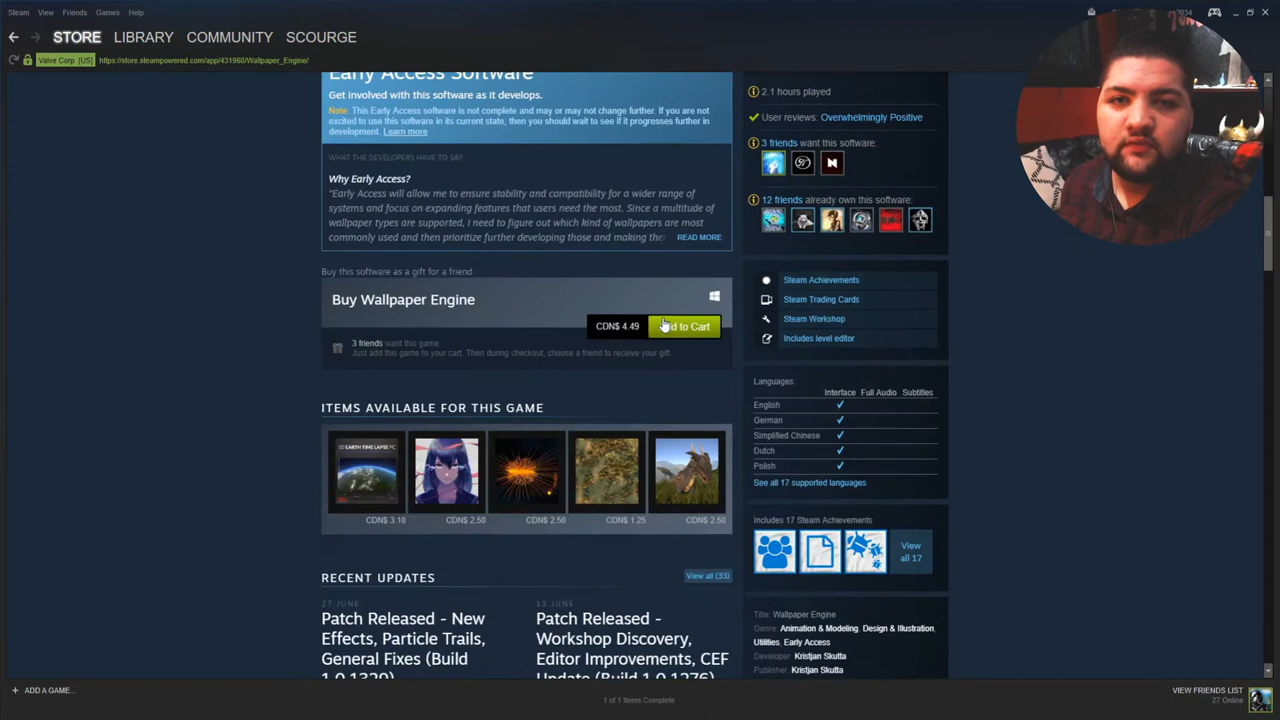 Steam View Friends Games Help
STORE LIBRARY COMMUNITY SCOURGE
Valve Corp. [US] https://store.steampowered.com/app/431960/Wallpaper_Engine/
Early Access Software
Get involved with this software as it develops.
Note: This Early Access software is not complete and may or may not change further. If you are not
excited to use this software in its current state, then you should wait to see if it progresses further in
development. Learn more
WHAT THE DEVELOPERS HAVE TO SAY:
Why Early Access?
“Early Access will allow me to ensure stability and compatibility for a wider range of
systems and focus on expanding features that users need the most. Since a multitude of
wallpaper types are supported, I need to figure out which kind of wallpapers are most
commonly used and then prioritize further developing those and making the
READ MORE
Buy this software as a gift for a friend
Buy Wallpaper Engine
CDN$ 4.49 to Cart
3 friends want this game.
Just add this game to your cart. Then during checkout, choose a friend to receive your gift.
ITEMS AVAILABLE FOR THIS GAME
3D EARTH TIME LAPSE PC
CDN$ 3.10 CDN$ 2.50 CDN$ 2.50 CDN$ 1.25 CDN$ 2.50
RECENT UPDATES View all (33)
27 JUNE
Patch Released - New
Effects, Particle Trails,
General Fixes (Build
1.0.1329)
13 JUNE
Patch Released -
Workshop Discovery,
Editor Improvements, CEF
Update (Build 1.0.1276)
2.1 hours played
User reviews: Overwhelmingly Positive
3 friends want this software:
12 friends already own this software:
Steam Achievements
Steam Trading Cards
Steam Workshop
Includes level editor
Languages:
Interface Full Audio Subtitles
English
German
Simplified Chinese
Dutch
Polish
See all 17 supported languages
Includes 17 Steam Achievements
View
all 17
Title: Wallpaper Engine
Genre: Animation & Modeling, Design & Illustration,
Utilities, Early Access
Developer: Kristjan Skutta
Publisher: Kristjan Skutta
+ ADD A GAME...
1 of 1 Items Complete
VIEW FRIENDS LIST
27 Online